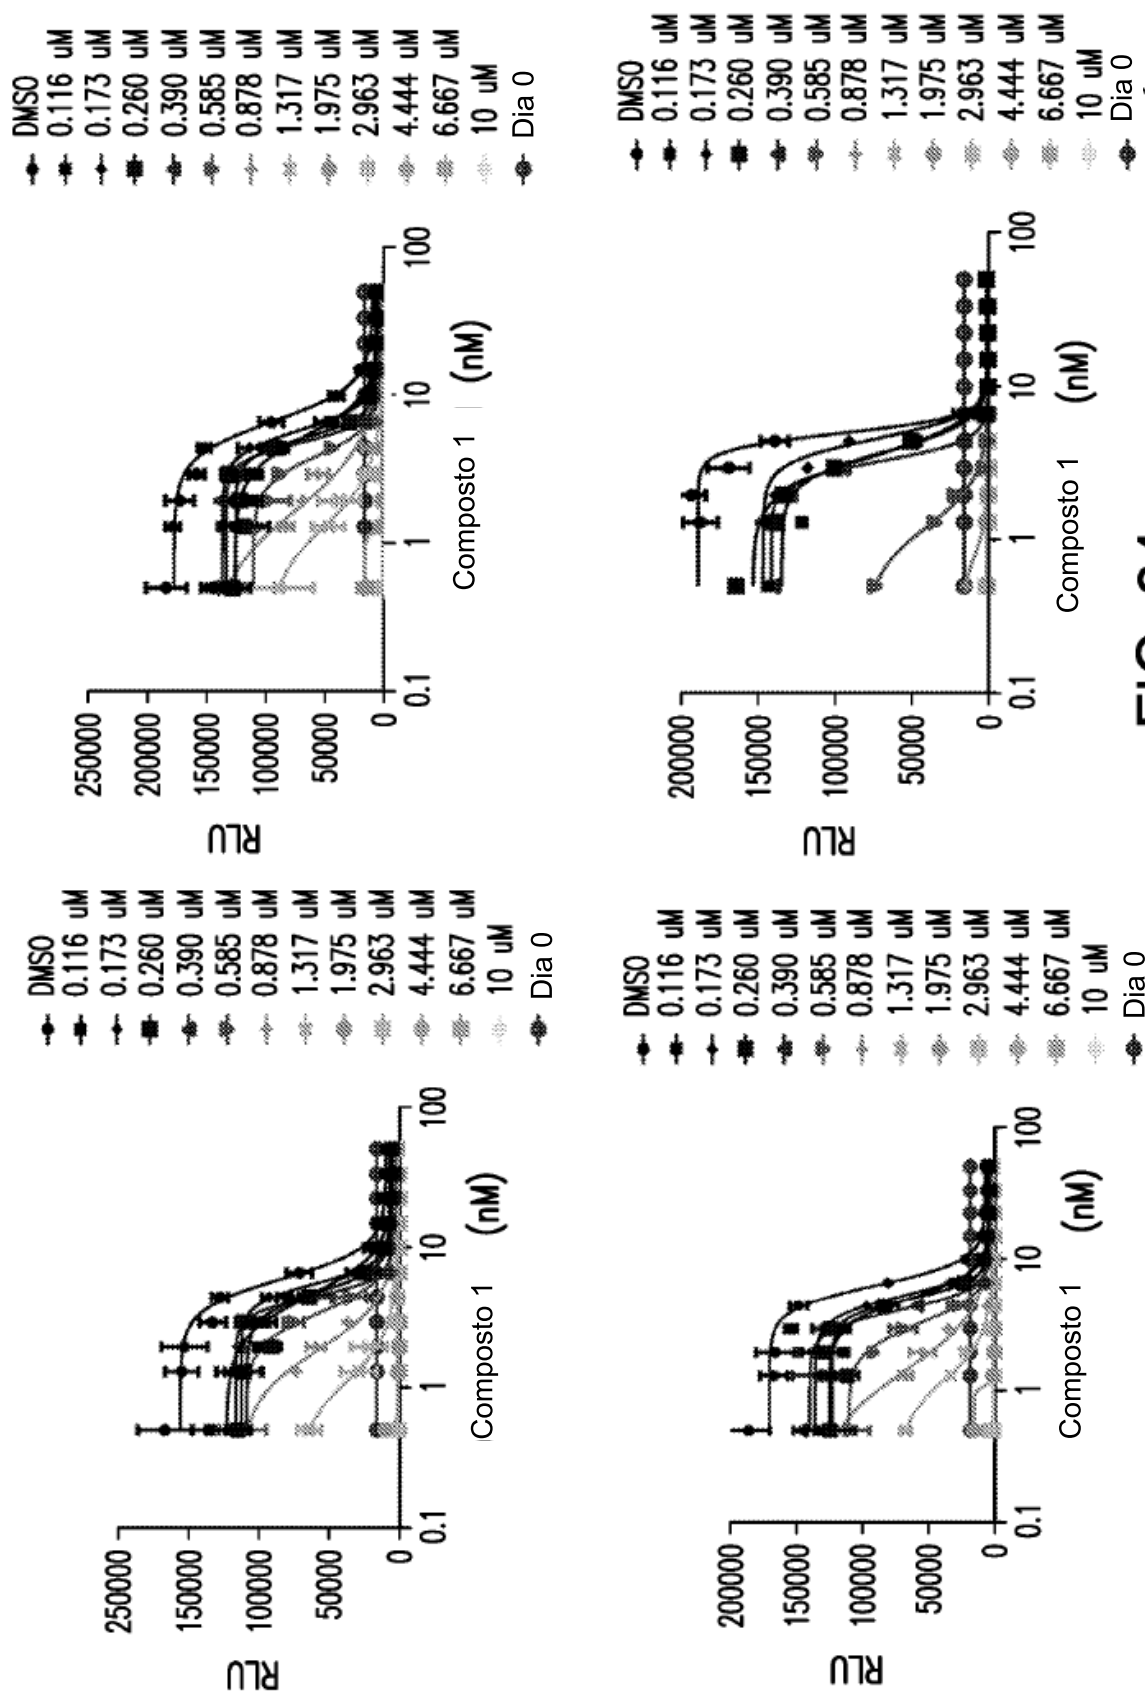 RLU
250000
150000
100000
50000
0
0.1
1
10
100
Composto 1
(nM)
DMSO
0.116 uM
0.173 uM
0.260 uM
0.390 uM
0.585 uM
0.878 uM
1.317 uM
1.975 uM
2.963 uM
4.444 uM
6.667 uM
10 uM
Dia 0
RLU
250000
200000
150000
100000
50000
0
0.1
1
10
100
Composto 1
(nM)
DMSO
0.116 uM
0.173 uM
0.260 uM
0.390 uM
0.585 uM
0.878 uM
1.317 uM
1.975 uM
2.963 uM
4.444 uM
6.667 uM
10 uM
Dia 0
RLU
200000
150000
100000
50000
0
0.1
1
10
100
Composto 1
(nM)
DMSO
0.116 uM
0.173 uM
0.260 uM
0.390 uM
0.585 uM
0.878 uM
1.317 uM
1.975 uM
2.963 uM
4.444 uM
6.667 uM
10 uM
Dia 0
RLU
200000
150000
100000
50000
0
0.1
1
10
100
Composto 1
(nM)
DMSO
0.116 uM
0.173 uM
0.260 uM
0.390 uM
0.585 uM
0.878 uM
1.317 uM
1.975 uM
2.963 uM
4.444 uM
6.667 uM
10 uM
Dia 0
FIG.